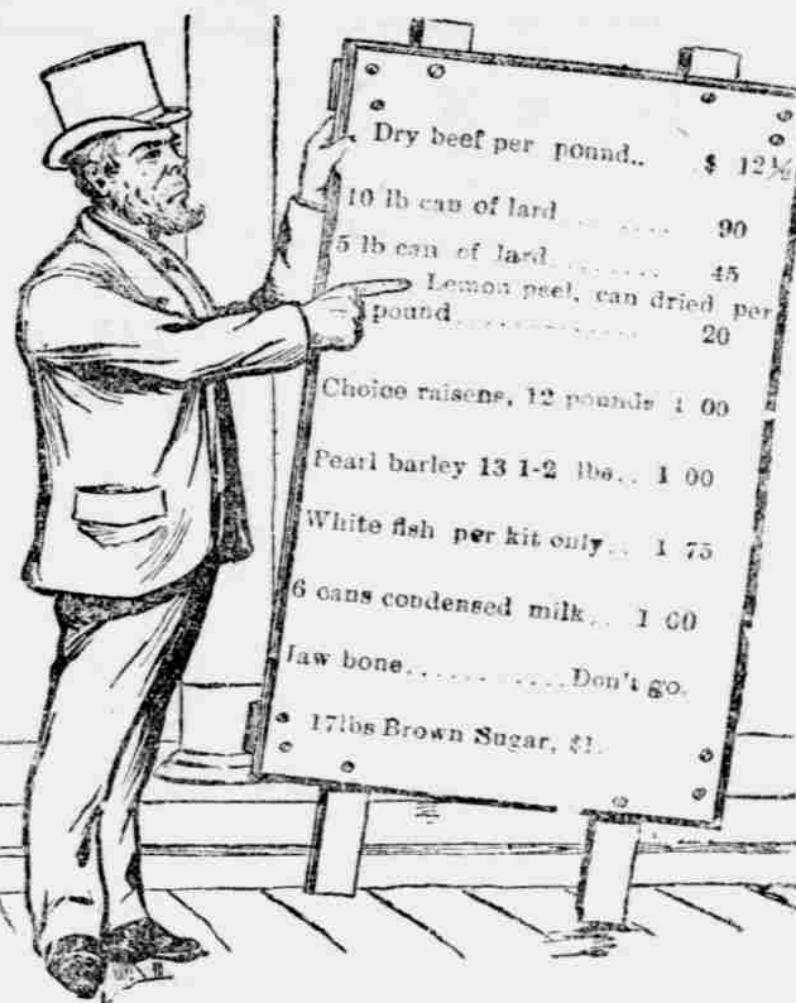 Dry beef per pound.. $ 12½
10 lb can of lard ........ 90
5 lb can of lard......... 45
Lemon peel, can dried per
pound.............. 20
Choice raisens, 12 pounds 1 00
Pearl barley 13 1-2 lbs.. 1 00
White fish per kit only.. 1 75
6 cans condensed milk.. 1 00
Jaw bone............Don't go.
17lbs Brown Sugar, $1.